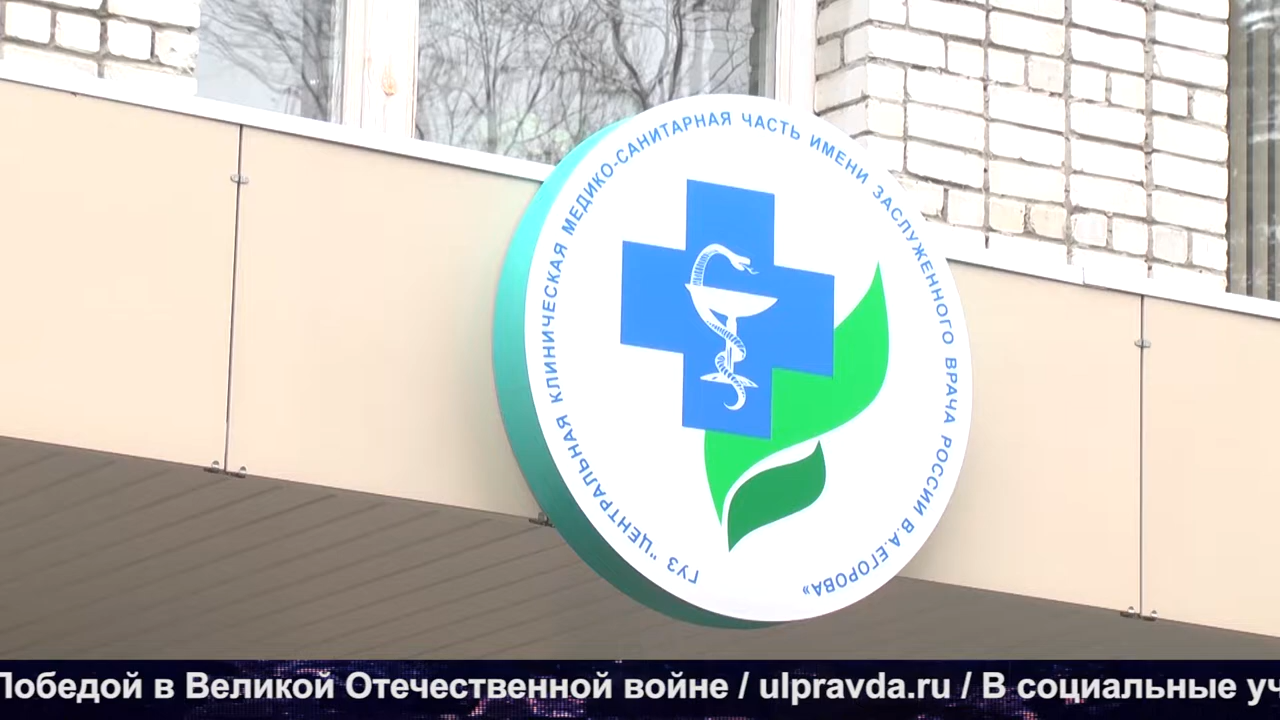 ГУЗ "ЦЕНТРАЛЬНАЯ КЛИНИЧЕСКАЯ МЕДИКО-САНИТАРНАЯ ЧАСТЬ ИМЕНИ ЗАСЛУЖЕННОГО ВРАЧА РОССИИ В.А.ЕГОРОВА»
Победой в Великой Отечественной войне / ulpravda.ru / В социальные уч